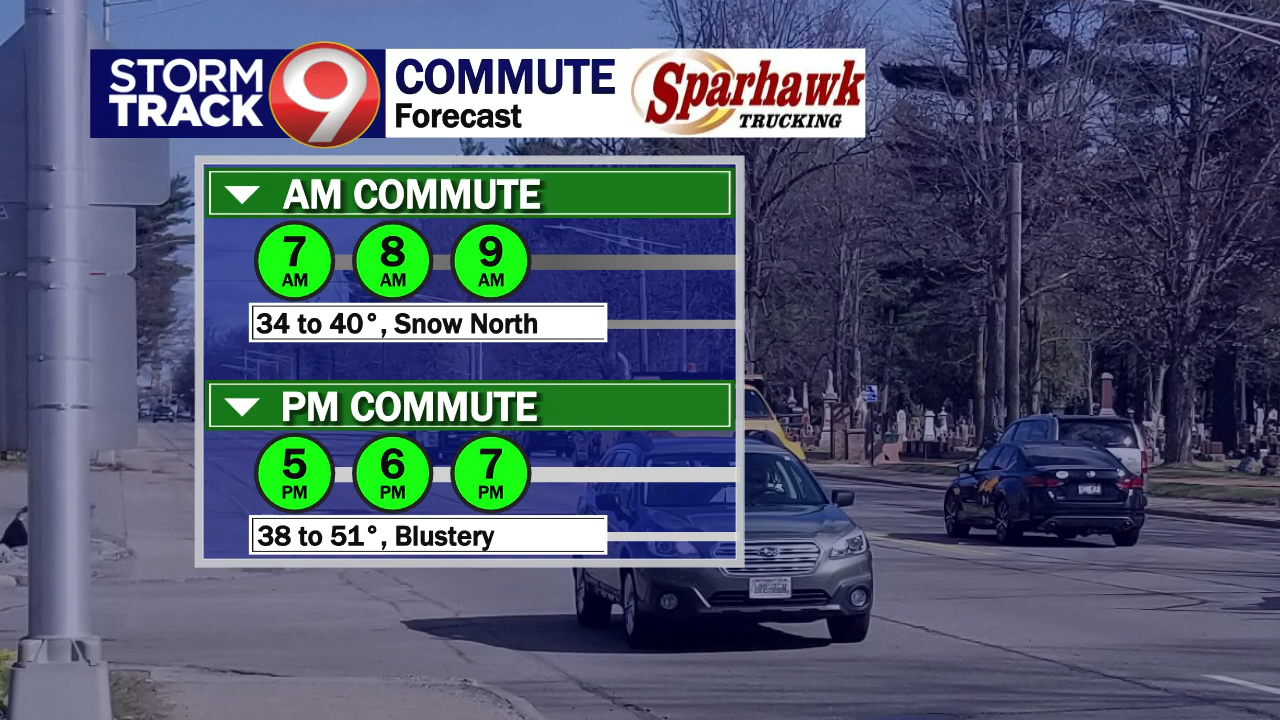 STORM
TRACK
9
COMMUTE
Forecast
Sparhawk
TRUCKING
AM COMMUTE
7 AM
8 AM
9 AM
34 to 40°, Snow North
PM COMMUTE
5 PM
6 PM
7 PM
38 to 51°, Blustery